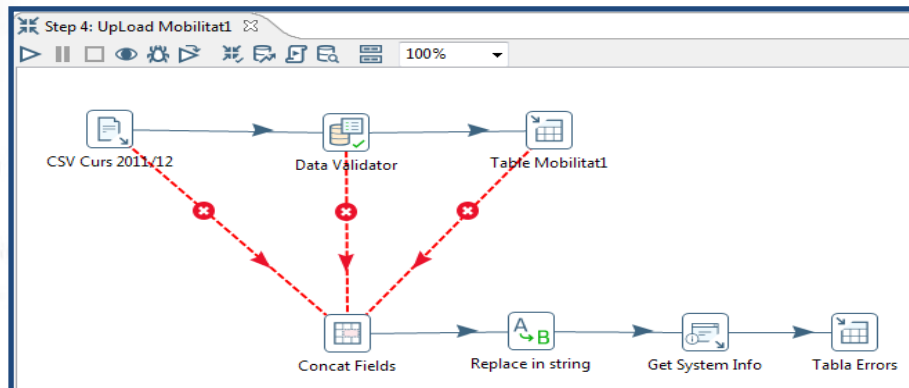 Step 4: UpLoad Mobilitat1
100%
CSV Curs 2011/12
Data Validator
Table Mobilitat1
A
B
Concat Fields
Replace in string
Get System Info
Tabla Errors